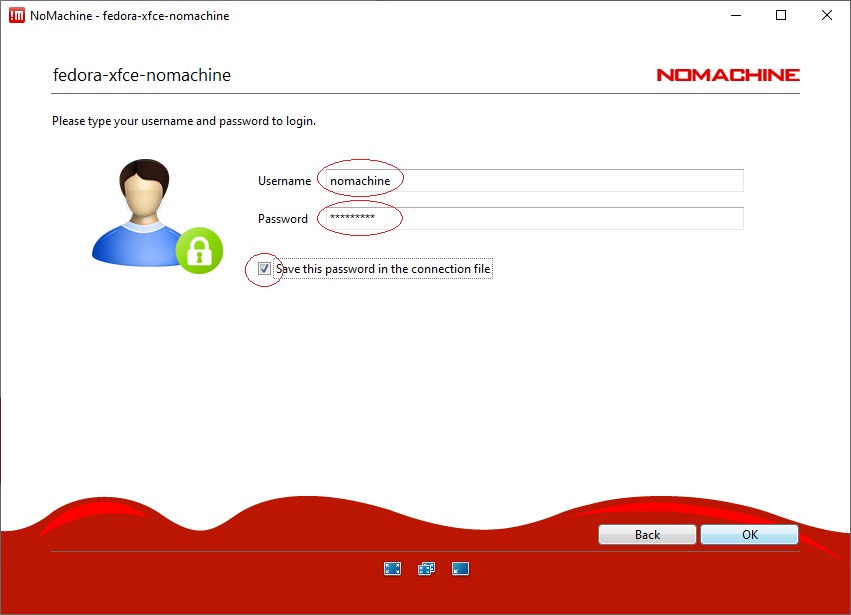 NoMachine - fedora-xfce-nomachine
fedora-xfce-nomachine
NOMACHINE
Please type your username and password to login.
Username
nomachine
Password
*********
Save this password in the connection file
Back
OK